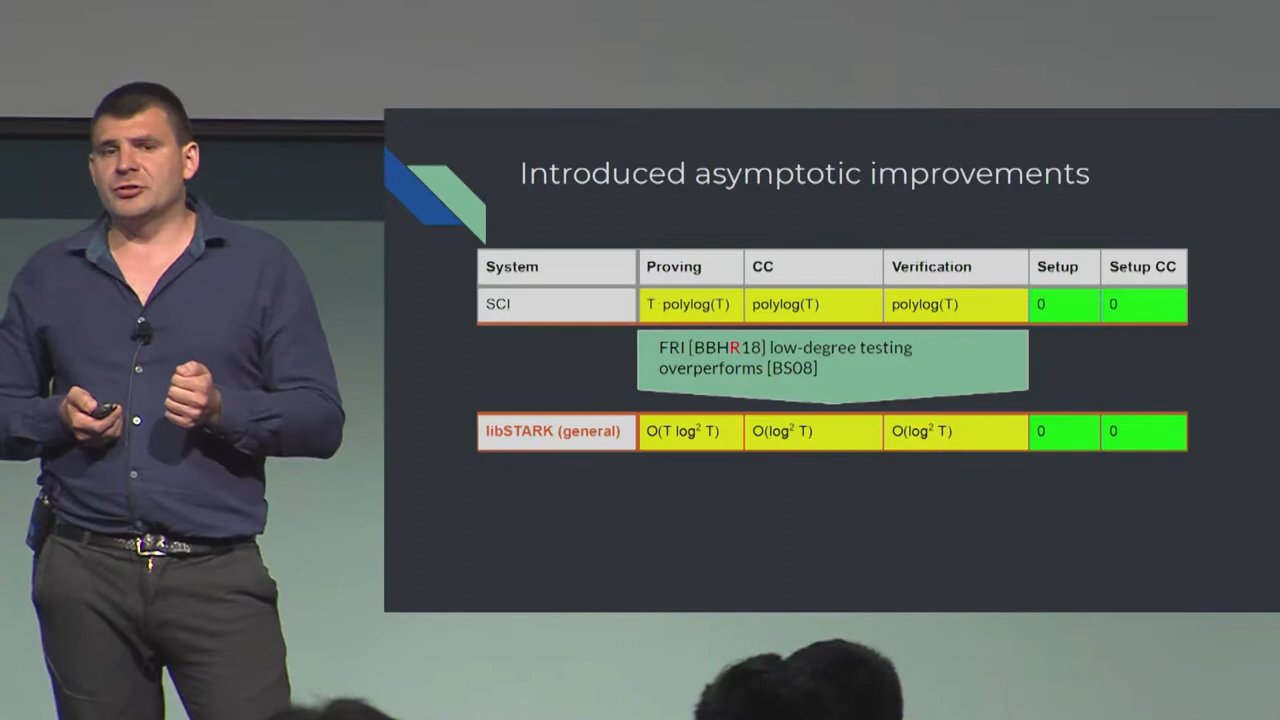 Introduced asymptotic improvements
System Proving CC Verification Setup Setup CC
SCI T· polylog(T) polylog(T) polylog(T) 0 0
FRI [BBHR18] low-degree testing
overperforms [BS08]
libSTARK (general) O(T log² T) O(log² T) O(log² T) 0 0